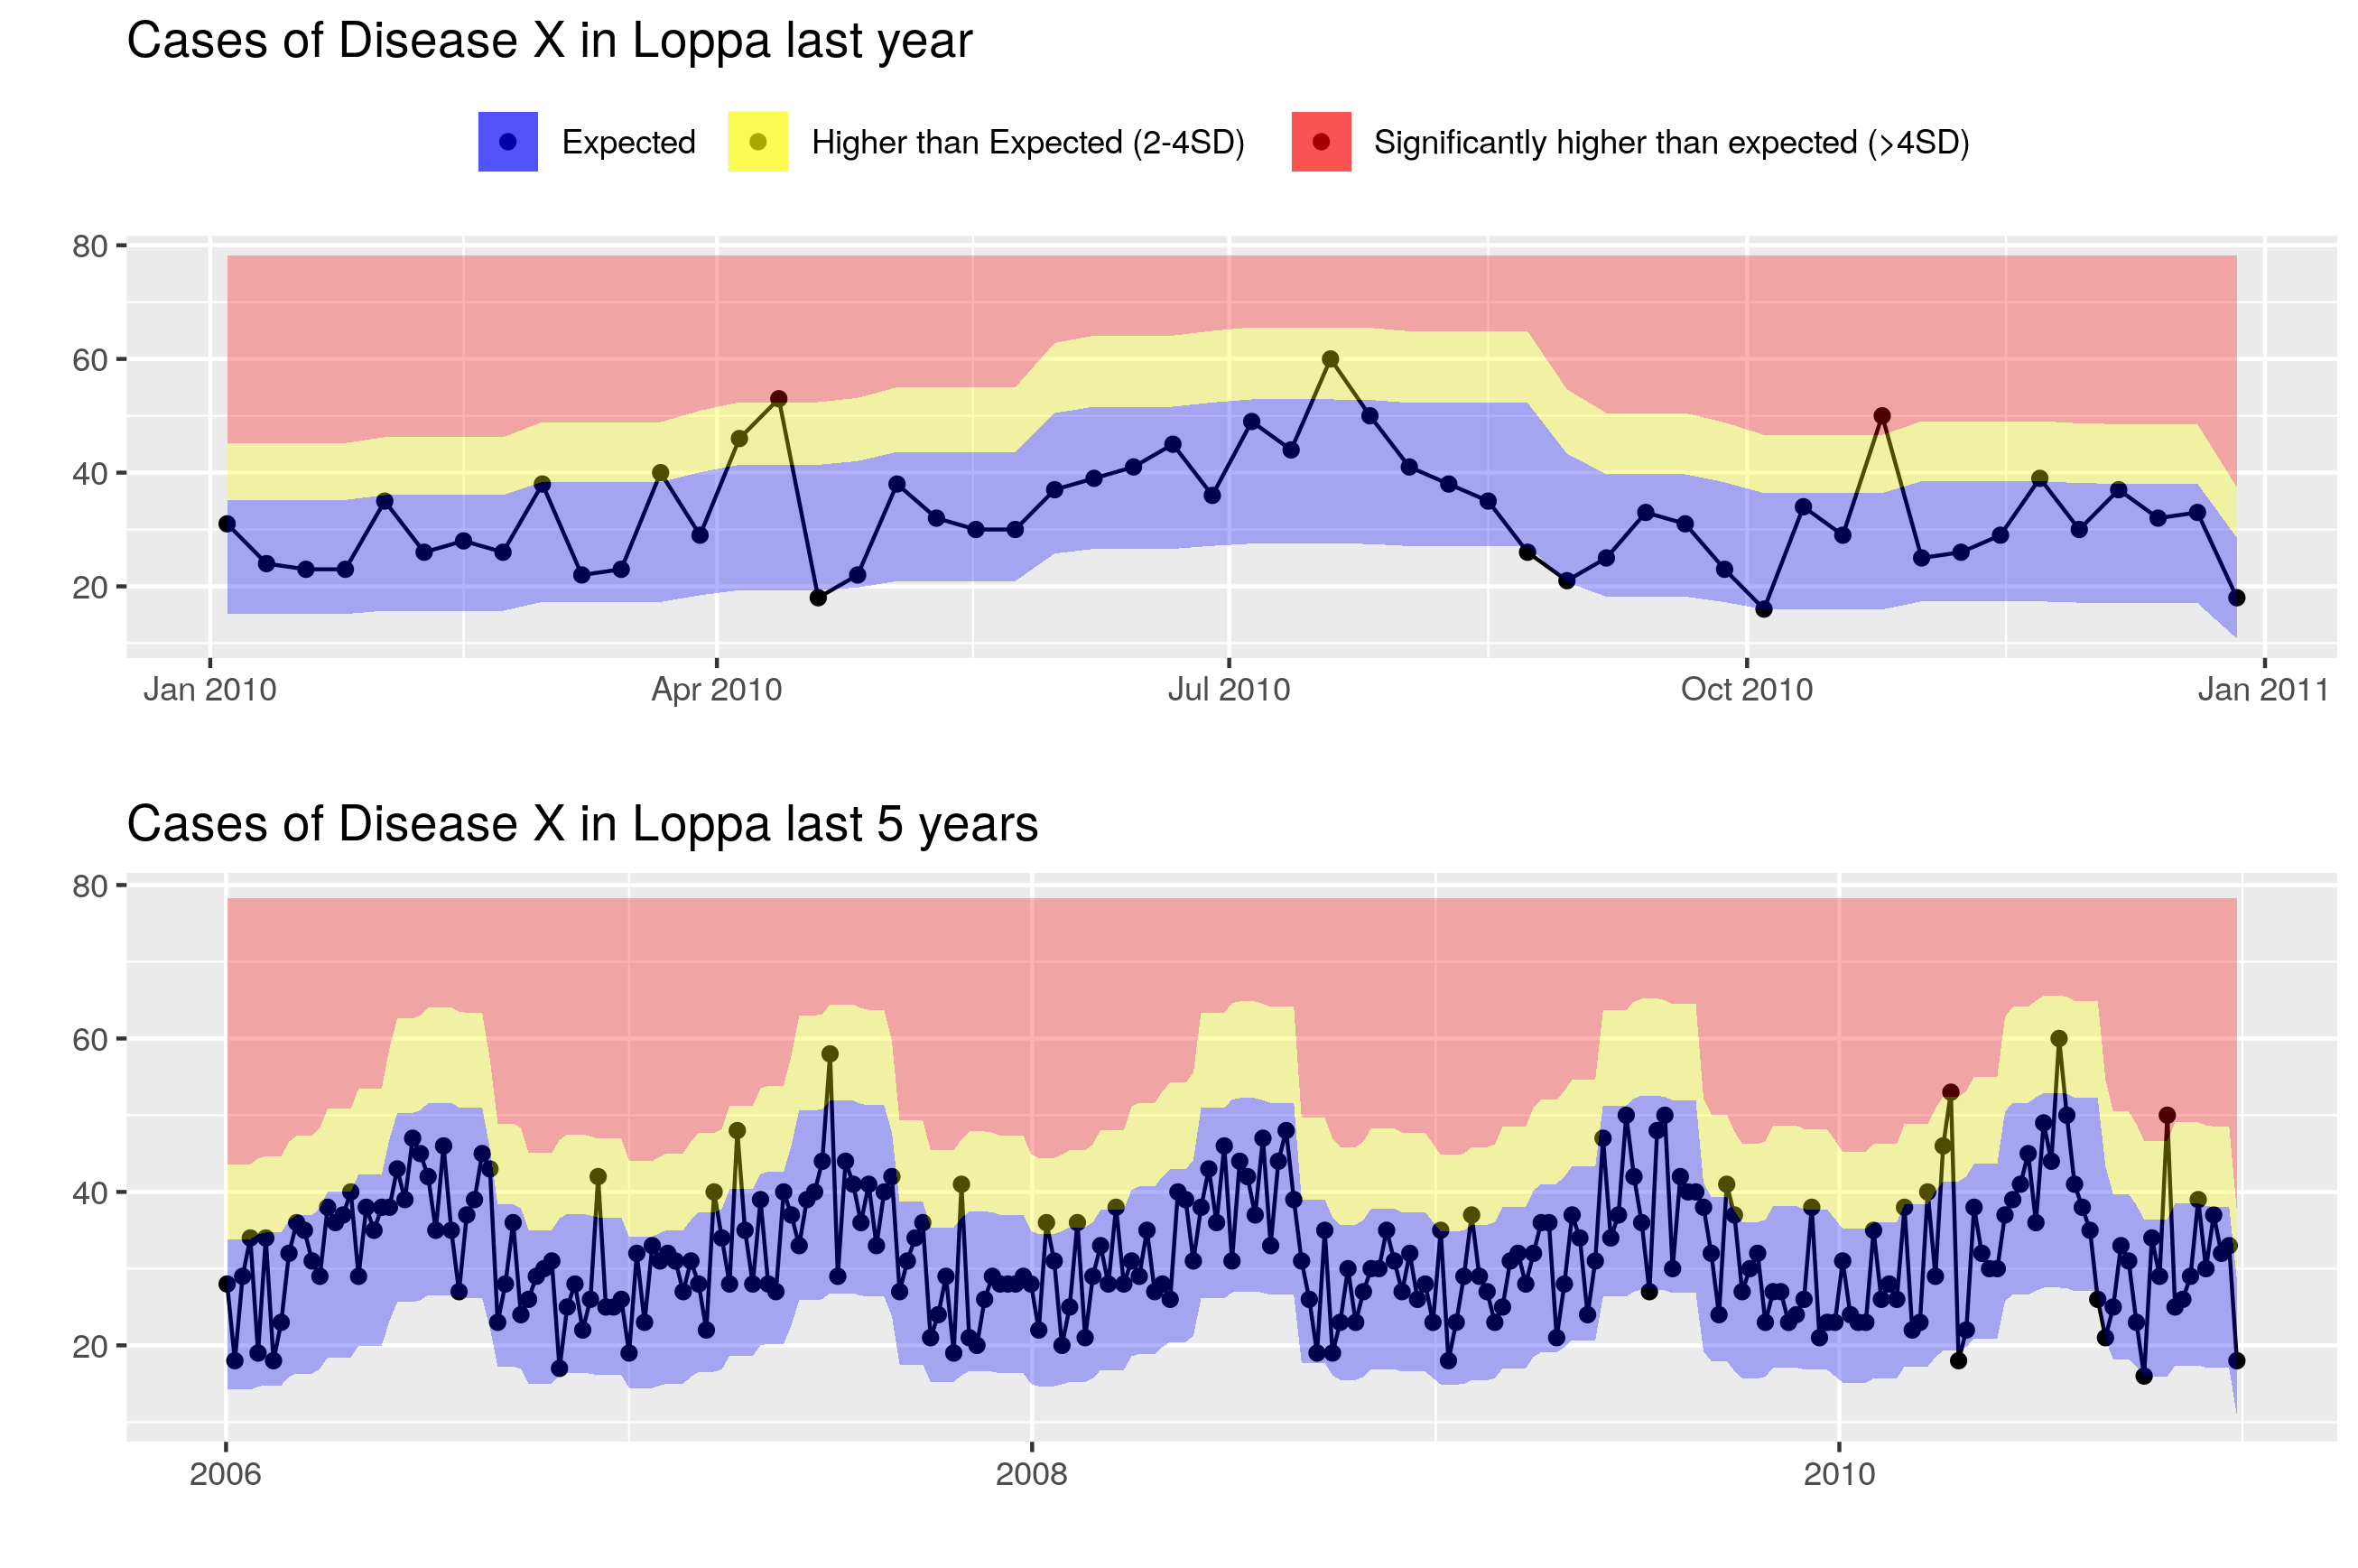 Cases of Disease X in Loppa last year
Expected Higher than Expected (2-4SD) Significantly higher than expected (>4SD)
80
60
40
20
Jan 2010 Apr 2010 Jul 2010 Oct 2010 Jan 2011
Cases of Disease X in Loppa last 5 years
80
60
40
20
2006 2008 2010